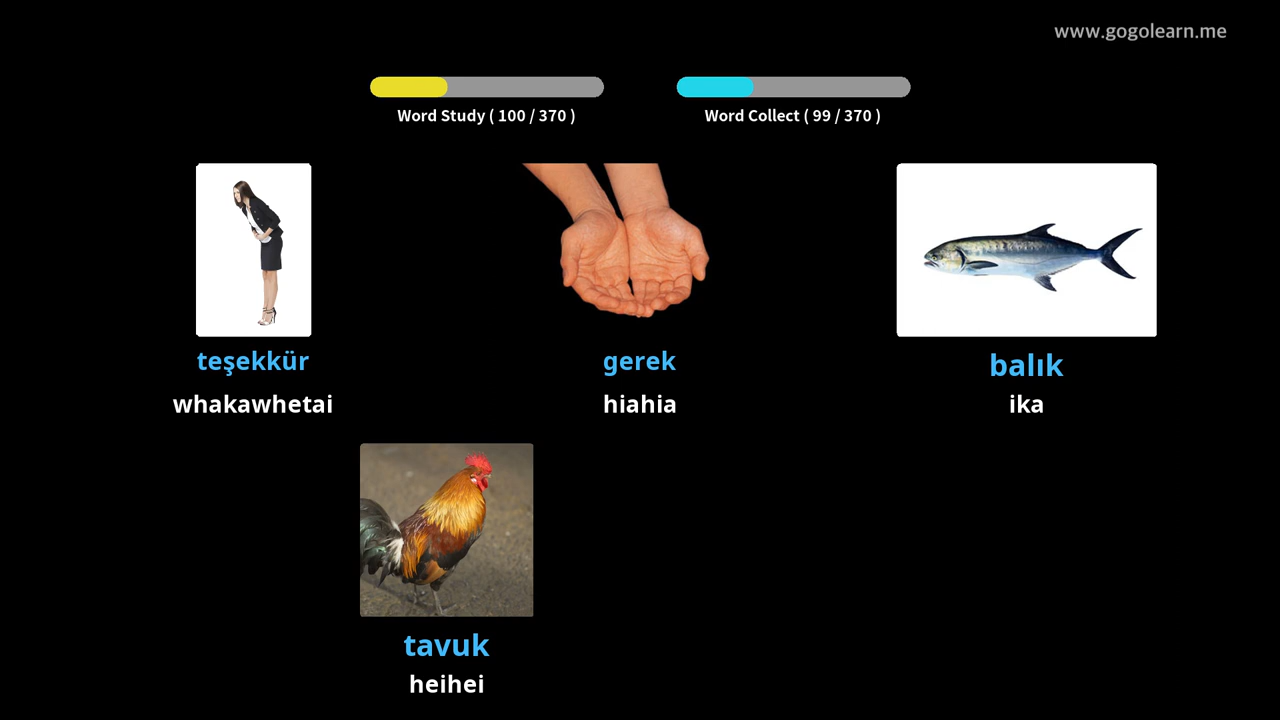 www.gogolearn.me
Word Study ( 100 / 370 )
Word Collect ( 99 / 370 )
teşekkür
whakawhetai
gerek
hiahia
balık
ika
tavuk
heihei